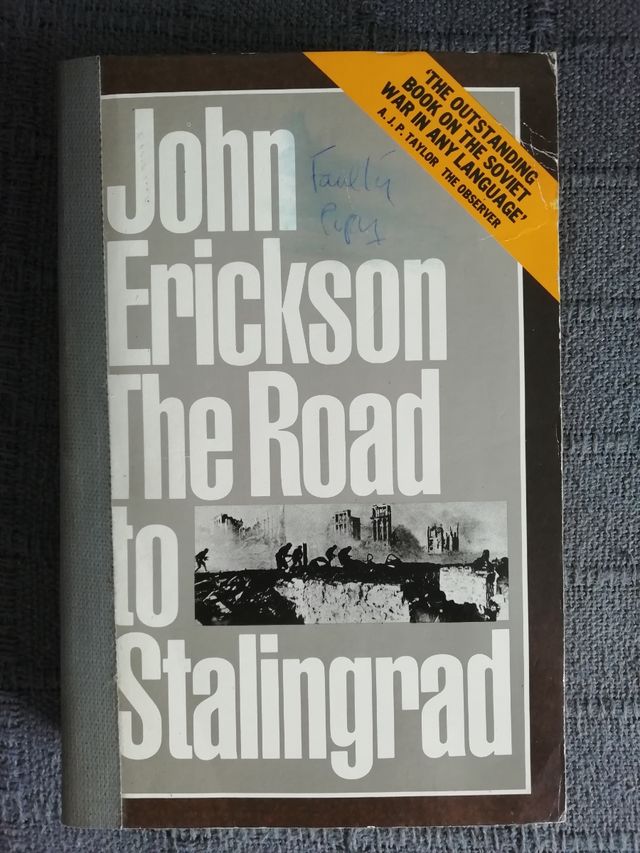 'THE OUTSTANDING
BOOK ON THE SOVIET
WAR IN ANY LANGUAGE'
A.J.P. TAYLOR THE OBSERVER
John
Faulty
Erickson
The Road
to
Stalingrad